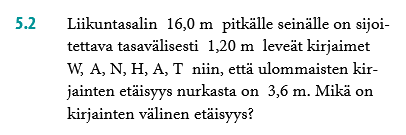 5.2 Liikuntasalin 16,0 m pitkälle seinälle on sijoi-
tettava tasavälisesti 1,20 m leveät kirjaimet
W, A, N, H, A, T niin, että ulommaisten kir-
jainten etäisyys nurkasta on 3,6 m. Mikä on
kirjainten välinen etäisyys?